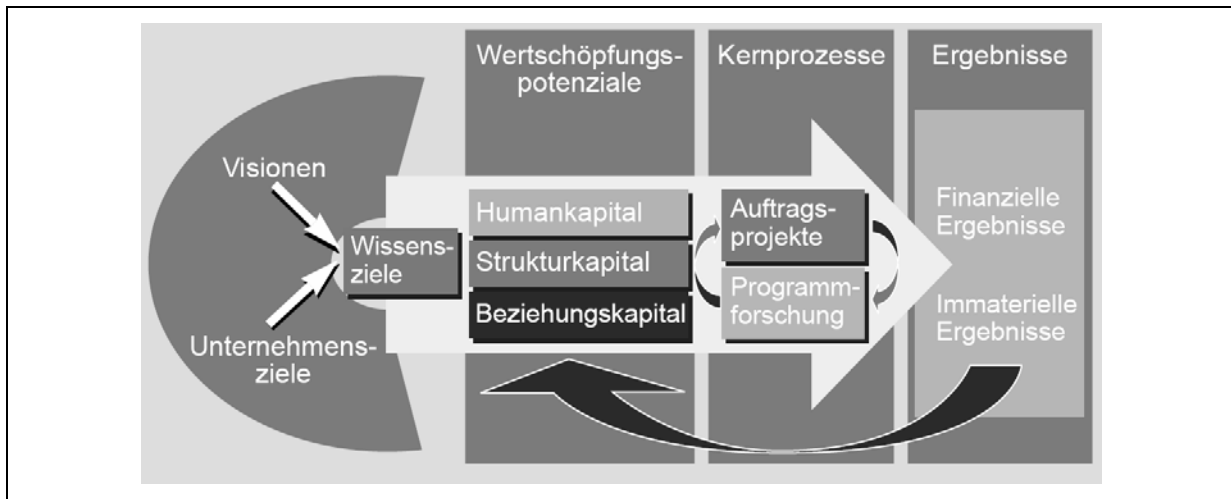 Wertschöpfungs-
potenziale
Kernprozesse
Ergebnisse
Visionen
Wissens-
ziele
Unternehmens-
ziele
Humankapital
Strukturkapital
Beziehungskapital
Auftrags-
projekte
Programm-
forschung
Finanzielle
Ergebnisse
Immaterielle
Ergebnisse